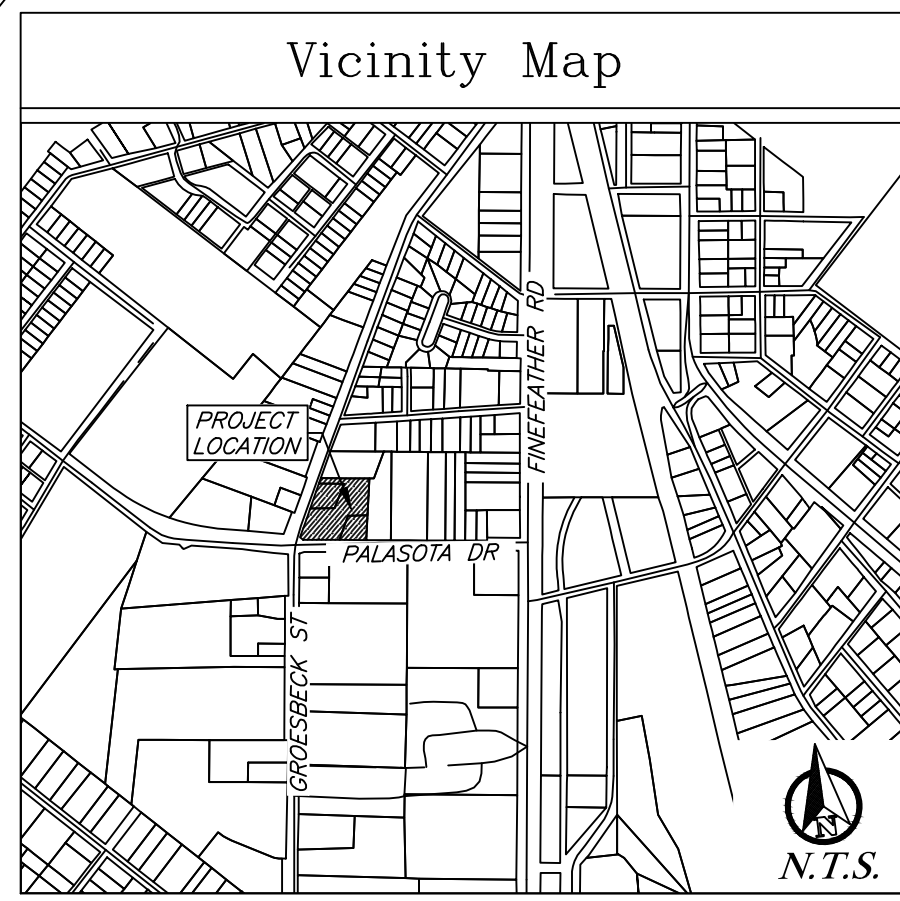 Vicinity Map
FINEFEATHER RD
PROJECT
LOCATION
PALASOTA DR
GROESBECK ST
N
N.T.S.